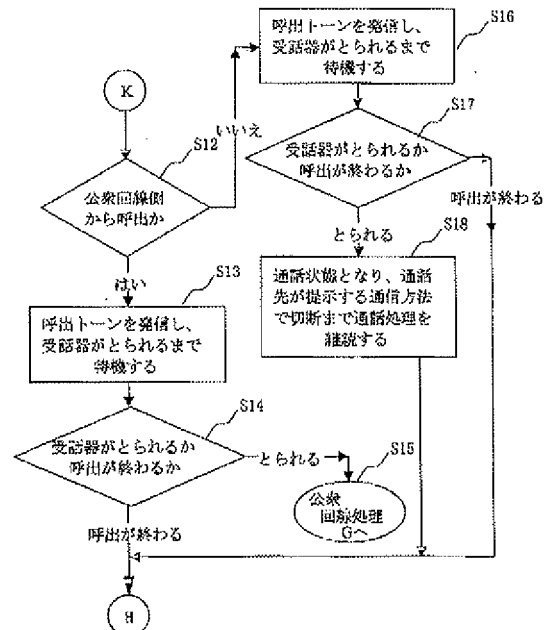 K
S12
公衆回線側
から呼出か
いいえ
はい
S13
呼出トーンを発信し、
受話器がとられるまで
待機する
S14
受話器がとられるか
呼出が終わるか
とられる
S15
公衆
回線処理
Gへ
呼出が終わる
H
S16
呼出トーンを発信し、
受話器がとられるまで
待機する
S17
受話器がとられるか
呼出が終わるか
呼出が終わる
とられる
S18
通話状態となり、通話
先が提示する通信方法
で切断まで通話処理を
継続する